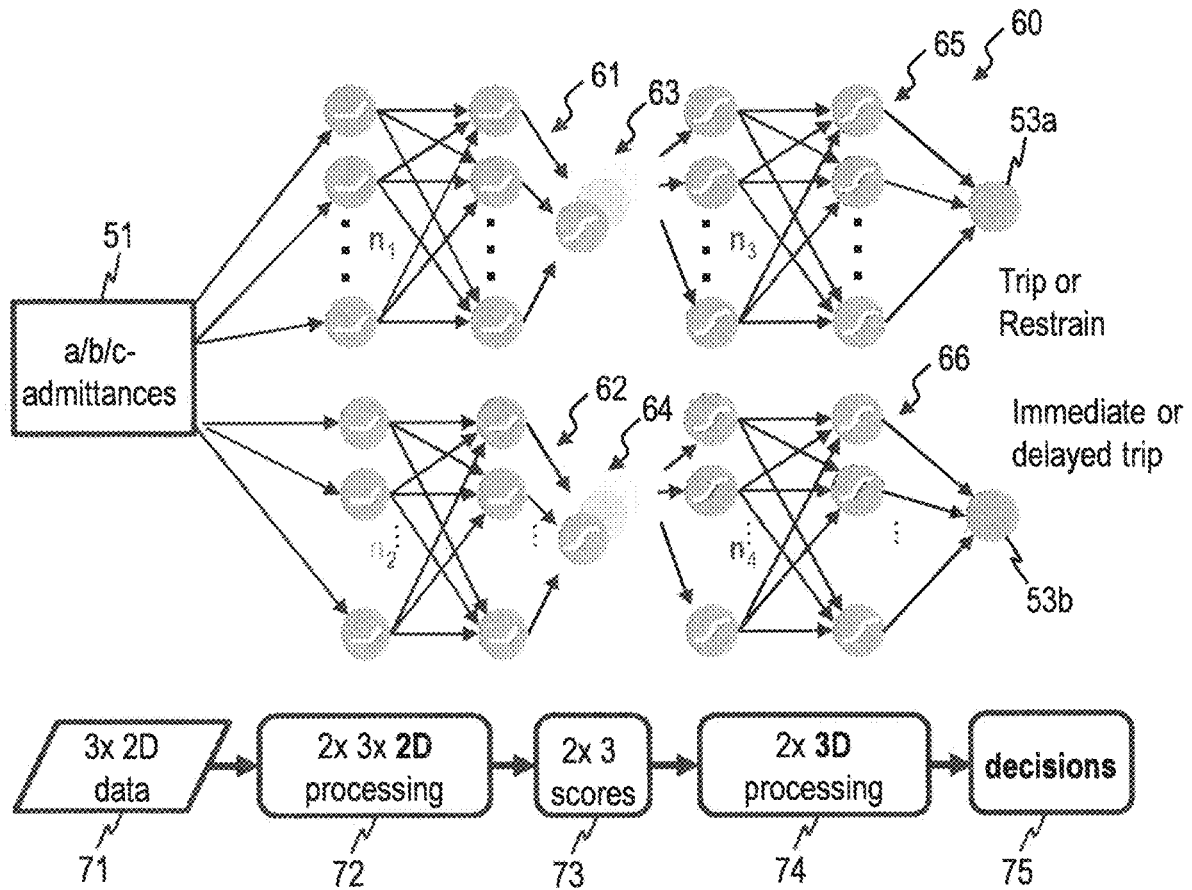 60
65
61
63
53a
51
n1
n3
Trip or
Restrain
a/b/c-
admittances
62
64
66
Immediate or
delayed trip
n2
n4
53b
3x 2D
data
2x 3x 2D
processing
2x 3
scores
2x 3D
processing
decisions
71
72
73
74
75